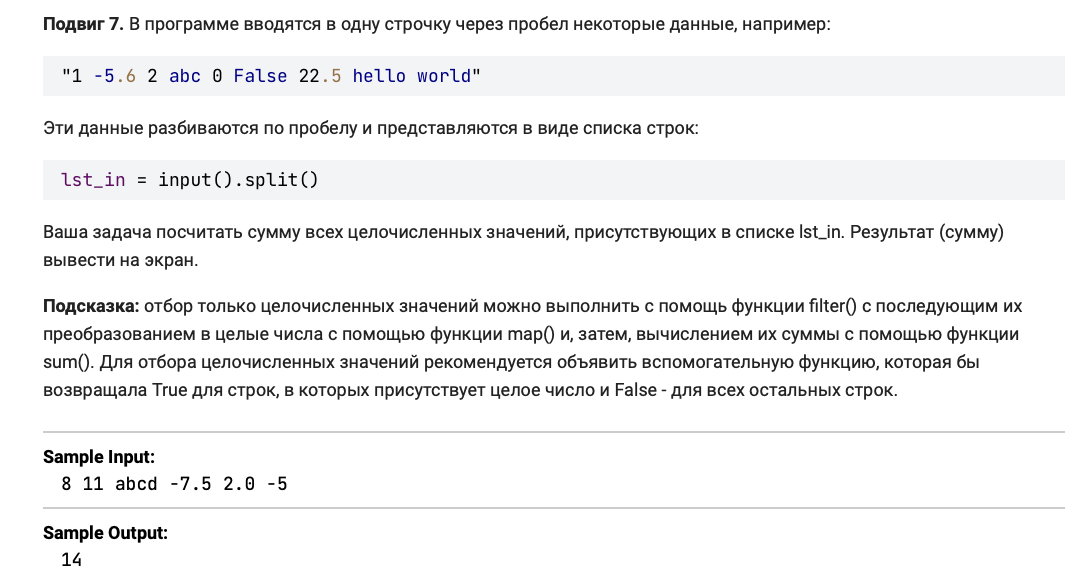 Подвиг 7. В программе вводятся в одну строчку через пробел некоторые данные, например:
"1 -5.6 2 abc 0 False 22.5 hello world"
Эти данные разбиваются по пробелу и представляются в виде списка строк:
lst_in = input().split()
Ваша задача посчитать сумму всех целочисленных значений, присутствующих в списке lst_in. Результат (сумму)
вывести на экран.
Подсказка: отбор только целочисленных значений можно выполнить с помощь функции filter() с последующим их
преобразованием в целые числа с помощью функции map() и, затем, вычислением их суммы с помощью функции
sum(). Для отбора целочисленных значений рекомендуется объявить вспомогательную функцию, которая бы
возвращала True для строк, в которых присутствует целое число и False - для всех остальных строк.
Sample Input:
8 11 abcd -7.5 2.0 -5
Sample Output:
14